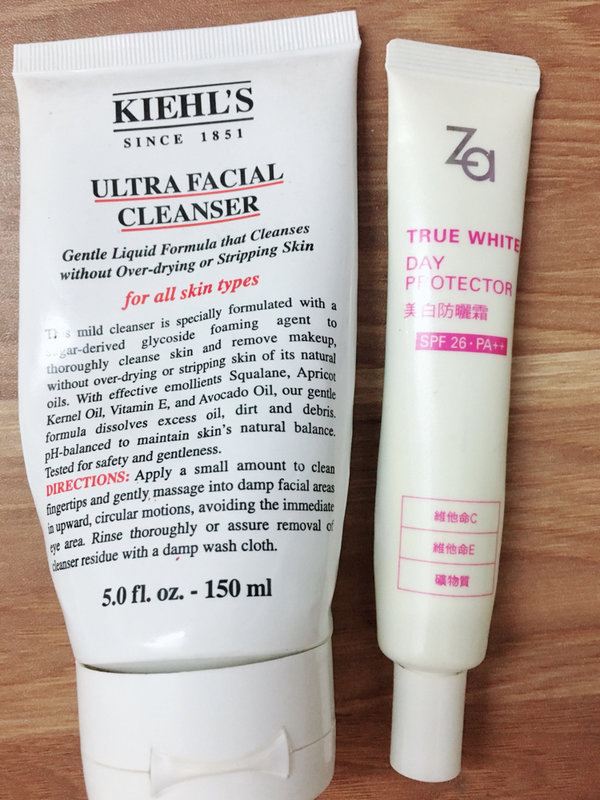 KIEHL'S
SINCE 1851
ULTRA FACIAL
CLEANSER
Gentle Liquid Formula that Cleanses
without Over-drying or Stripping Skin
for all skin types
This mild cleanser is specially formulated with a
sugar-derived glycoside foaming agent to
thoroughly cleanse skin and remove makeup,
without over-drying or stripping skin of its natural
oils. With effective emollients Squalane, Apricot
Kernel Oil, Vitamin E, and Avocado Oil, our gentle
formula dissolves excess oil, dirt and debris.
pH-balanced to maintain skin's natural balance.
Tested for safety and gentleness.
DIRECTIONS: Apply a small amount to clean
fingertips and gently massage into damp facial areas
in upward, circular motions, avoiding the immediate
eye area. Rinse thoroughly or assure removal of
cleanser residue with a damp wash cloth.
5.0 fl. oz. - 150 ml
Za
TRUE WHITE
DAY
PROTECTOR
美白防曬霜
SPF 26·PA++
維他命C
維他命E
礦物質